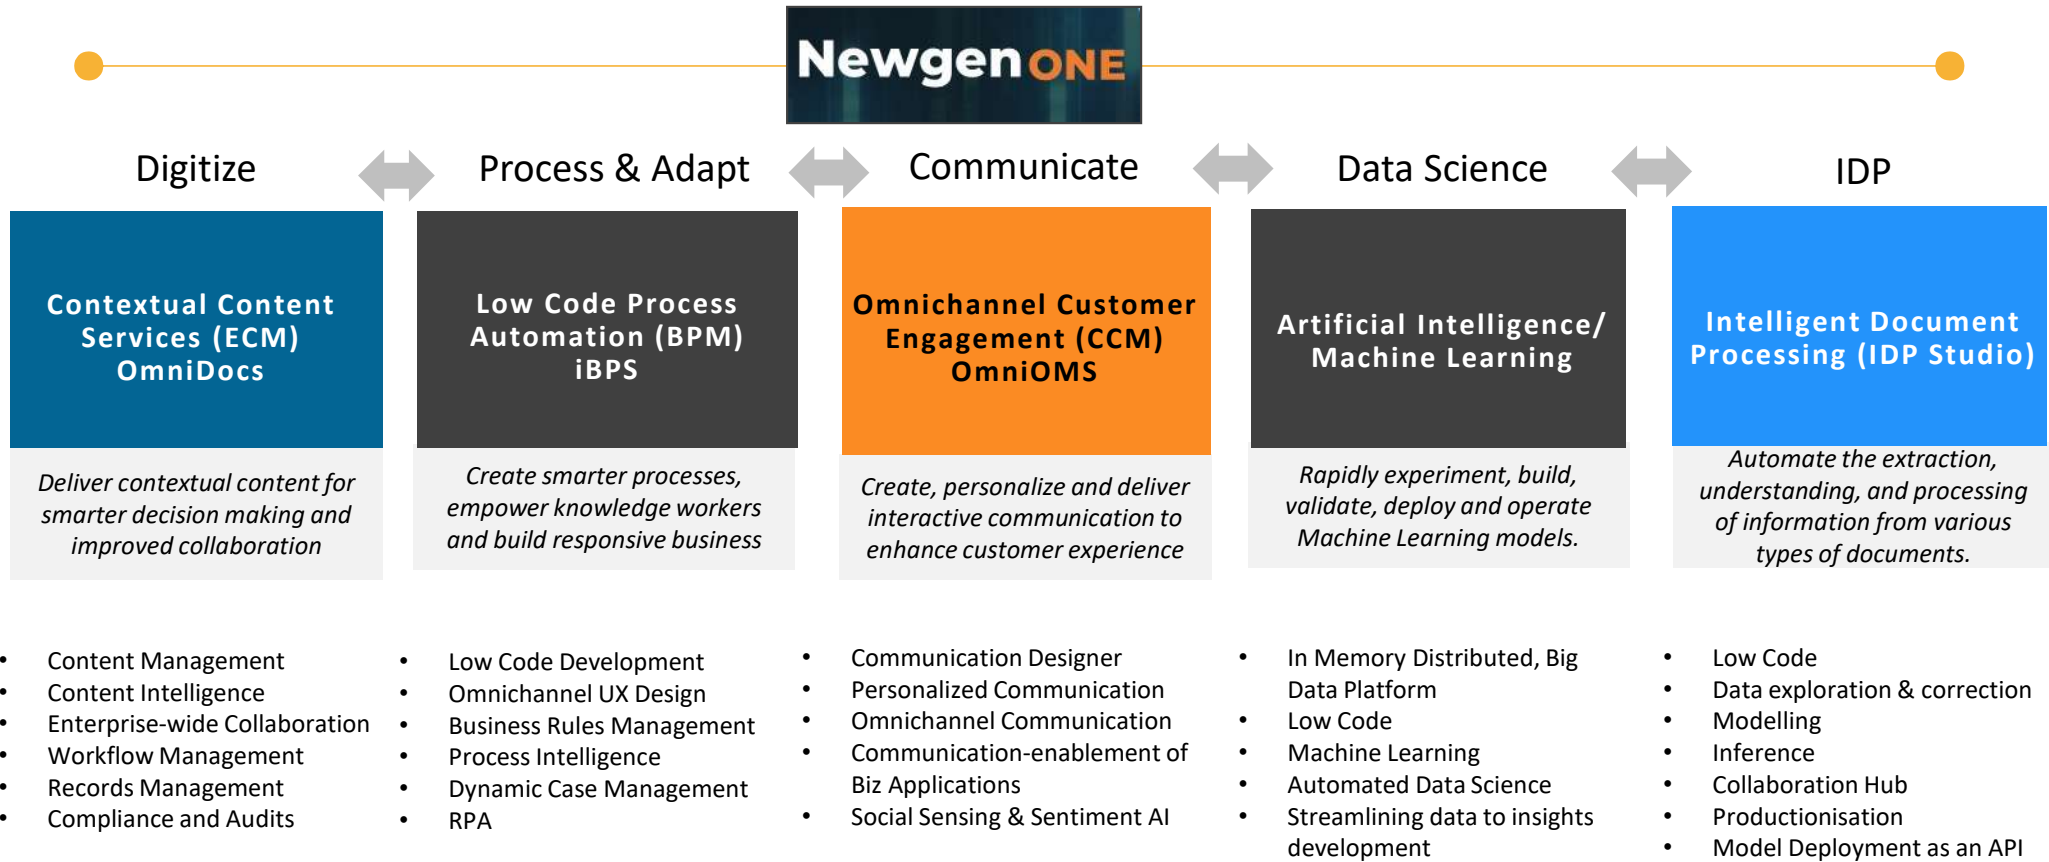 Newgen ONE
Digitize
Process & Adapt
Communicate
Data Science
IDP
Contextual Content
Services (ECM)
OmniDocs
Low Code Process
Automation (BPM)
iBPS
Omnichannel Customer
Engagement (CCM)
OmniOMS
Artificial Intelligence/
Machine Learning
Intelligent Document
Processing (IDP Studio)
Deliver contextual content for
smarter decision making and
improved collaboration
Create smarter processes,
empower knowledge workers
and build responsive business
Create, personalize and deliver
interactive communication to
enhance customer experience
Rapidly experiment, build,
validate, deploy and operate
Machine Learning models.
Automate the extraction,
understanding, and processing
of information from various
types of documents.
• Content Management
• Content Intelligence
• Enterprise-wide Collaboration
• Workflow Management
• Records Management
• Compliance and Audits
• Low Code Development
• Omnichannel UX Design
• Business Rules Management
• Process Intelligence
• Dynamic Case Management
• RPA
• Communication Designer
• Personalized Communication
• Omnichannel Communication
• Communication-enablement of
Biz Applications
• Social Sensing & Sentiment AI
• In Memory Distributed, Big
Data Platform
• Low Code
• Machine Learning
• Automated Data Science
• Streamlining data to insights
development
• Low Code
• Data exploration & correction
• Modelling
• Inference
• Collaboration Hub
• Productionisation
• Model Deployment as an API